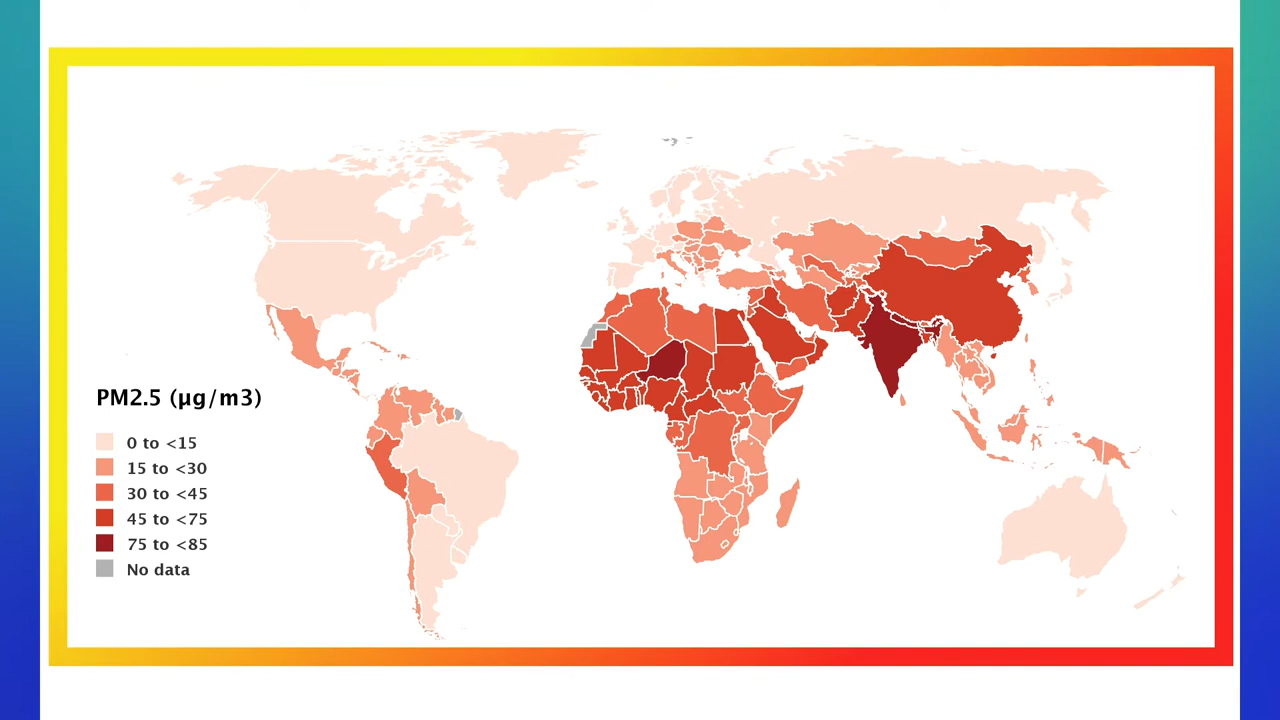 PM2.5 (μg/m3)
0 to <15
15 to <30
30 to <45
45 to <75
75 to <85
No data